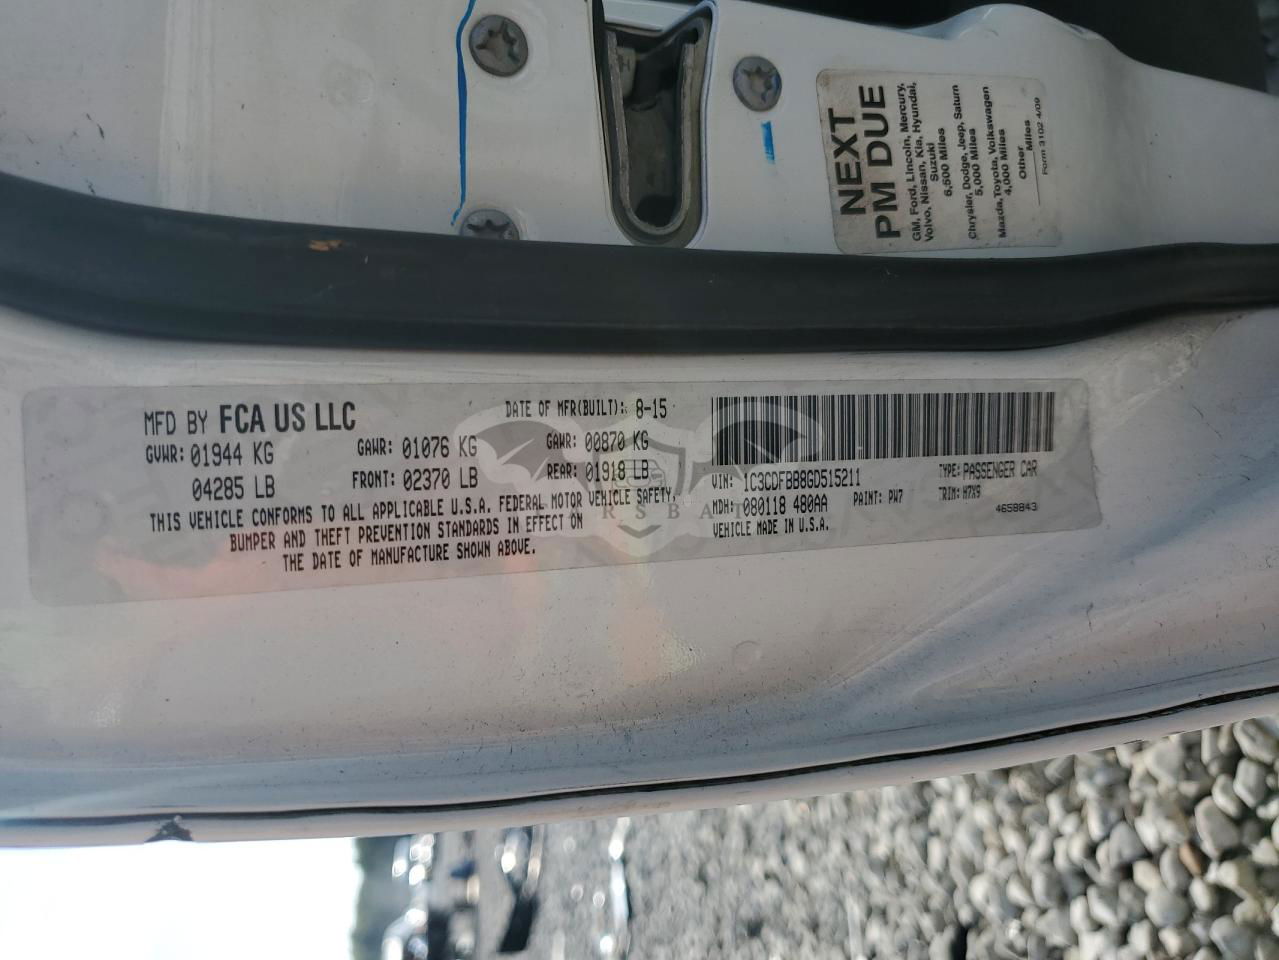 NEXT
PM DUE
GM, Ford, Lincoln, Mercury,
Volvo, Nissan, Kia, Hyundai,
Suzuki
6,500 Miles
Chrysler, Dodge, Jeep, Saturn
5,000 Miles
Mazda, Toyota, Volkswagen
4,000 Miles
Other
Miles
Form 3102 4/09
MFD BY FCA US LLC DATE OF MFR(BUILT): 8-15
GVWR: 01944 KG GAWR: 01076 KG GAWR: 00870 KG
04285 LB FRONT: 02370 LB REAR: 01918 LB
THIS VEHICLE CONFORMS TO ALL APPLICABLE U.S.A. FEDERAL MOTOR VEHICLE SAFETY,
BUMPER AND THEFT PREVENTION STANDARDS IN EFFECT ON
THE DATE OF MANUFACTURE SHOWN ABOVE.
VIN: 1C3CDFBB8GD515211 TYPE: PASSENGER CAR
MDH: 080118 480AA PAINT: PW7 TRIM: H7X9
VEHICLE MADE IN U.S.A. 4658843